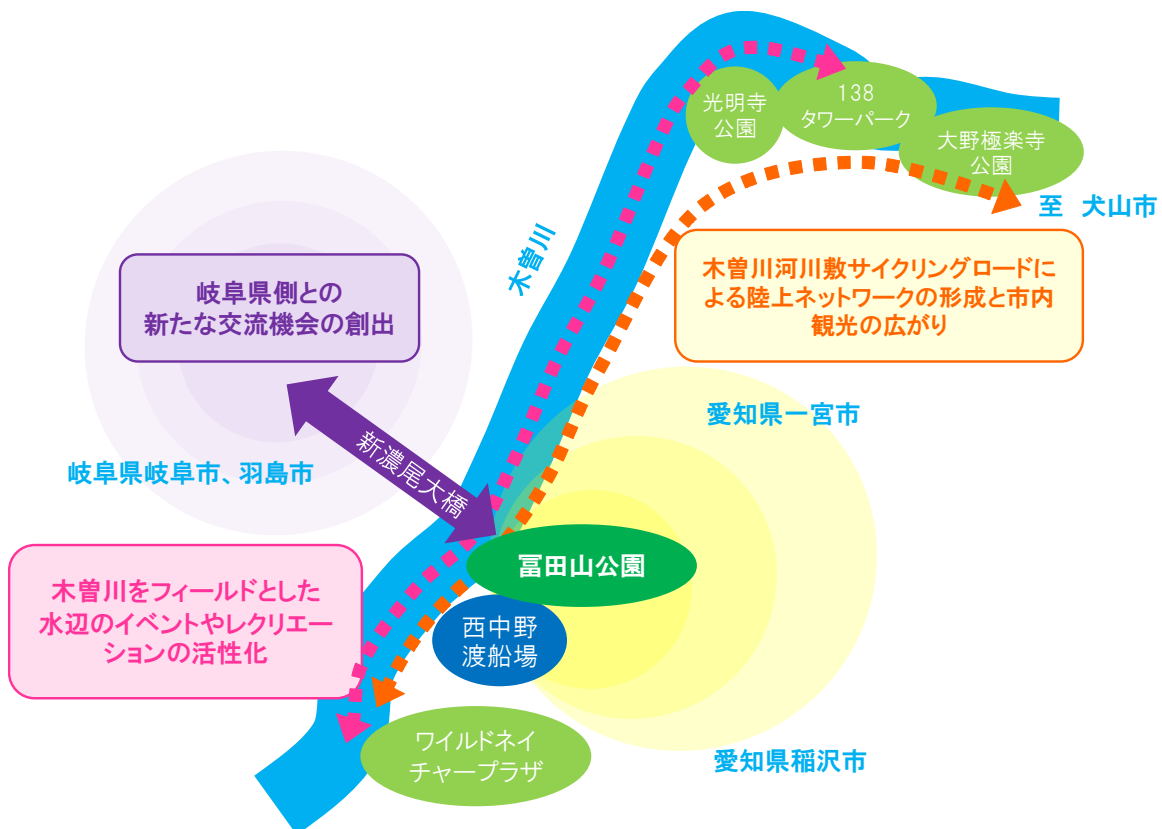 光明寺
公園
138
タワーパーク
大野極楽寺
公園
至 犬山市
木曽川
木曽川河川敷サイクリングロードに
よる陸上ネットワークの形成と市内
観光の広がり
岐阜県側との
新たな交流機会の創出
愛知県一宮市
新濃尾大橋
岐阜県岐阜市、羽島市
冨田山公園
木曽川をフィールドとした
水辺のイベントやレクリエー
ションの活性化
西中野
渡船場
ワイルドネイ
チャープラザ
愛知県稲沢市